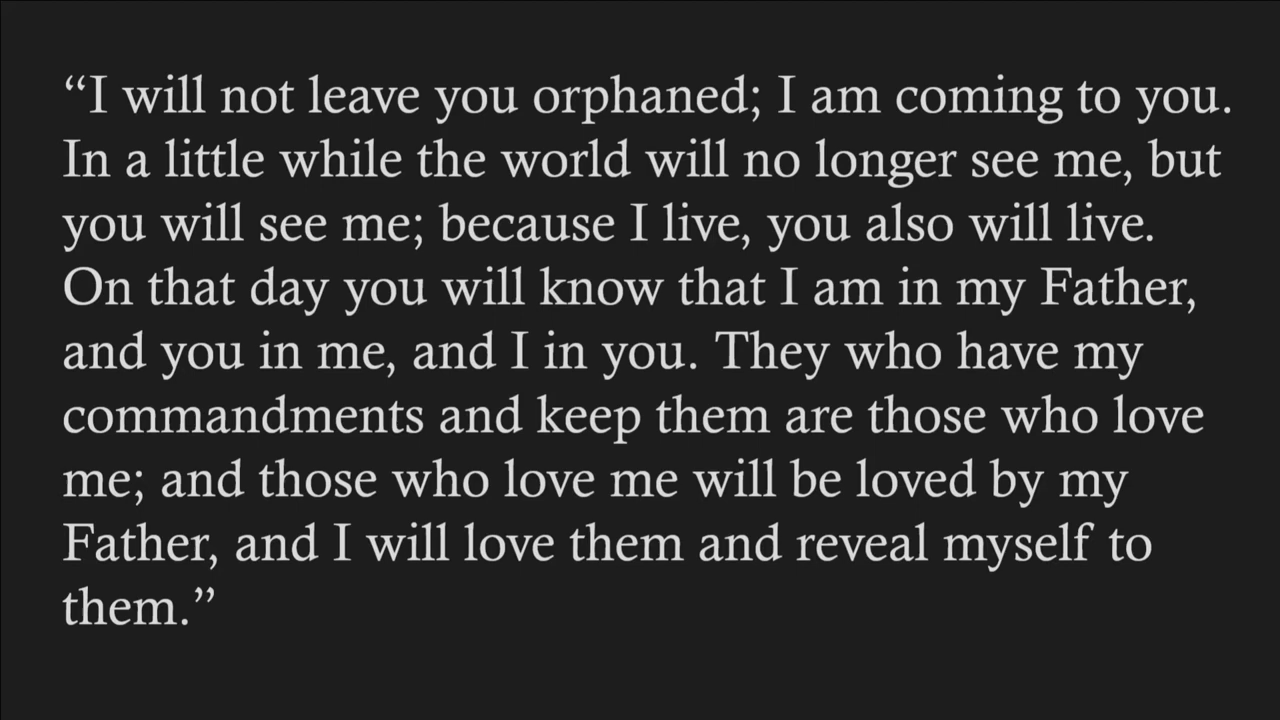 “I will not leave you orphaned; I am coming to you.
In a little while the world will no longer see me, but
you will see me; because I live, you also will live.
On that day you will know that I am in my Father,
and you in me, and I in you. They who have my
commandments and keep them are those who love
me; and those who love me will be loved by my
Father, and I will love them and reveal myself to
them.”